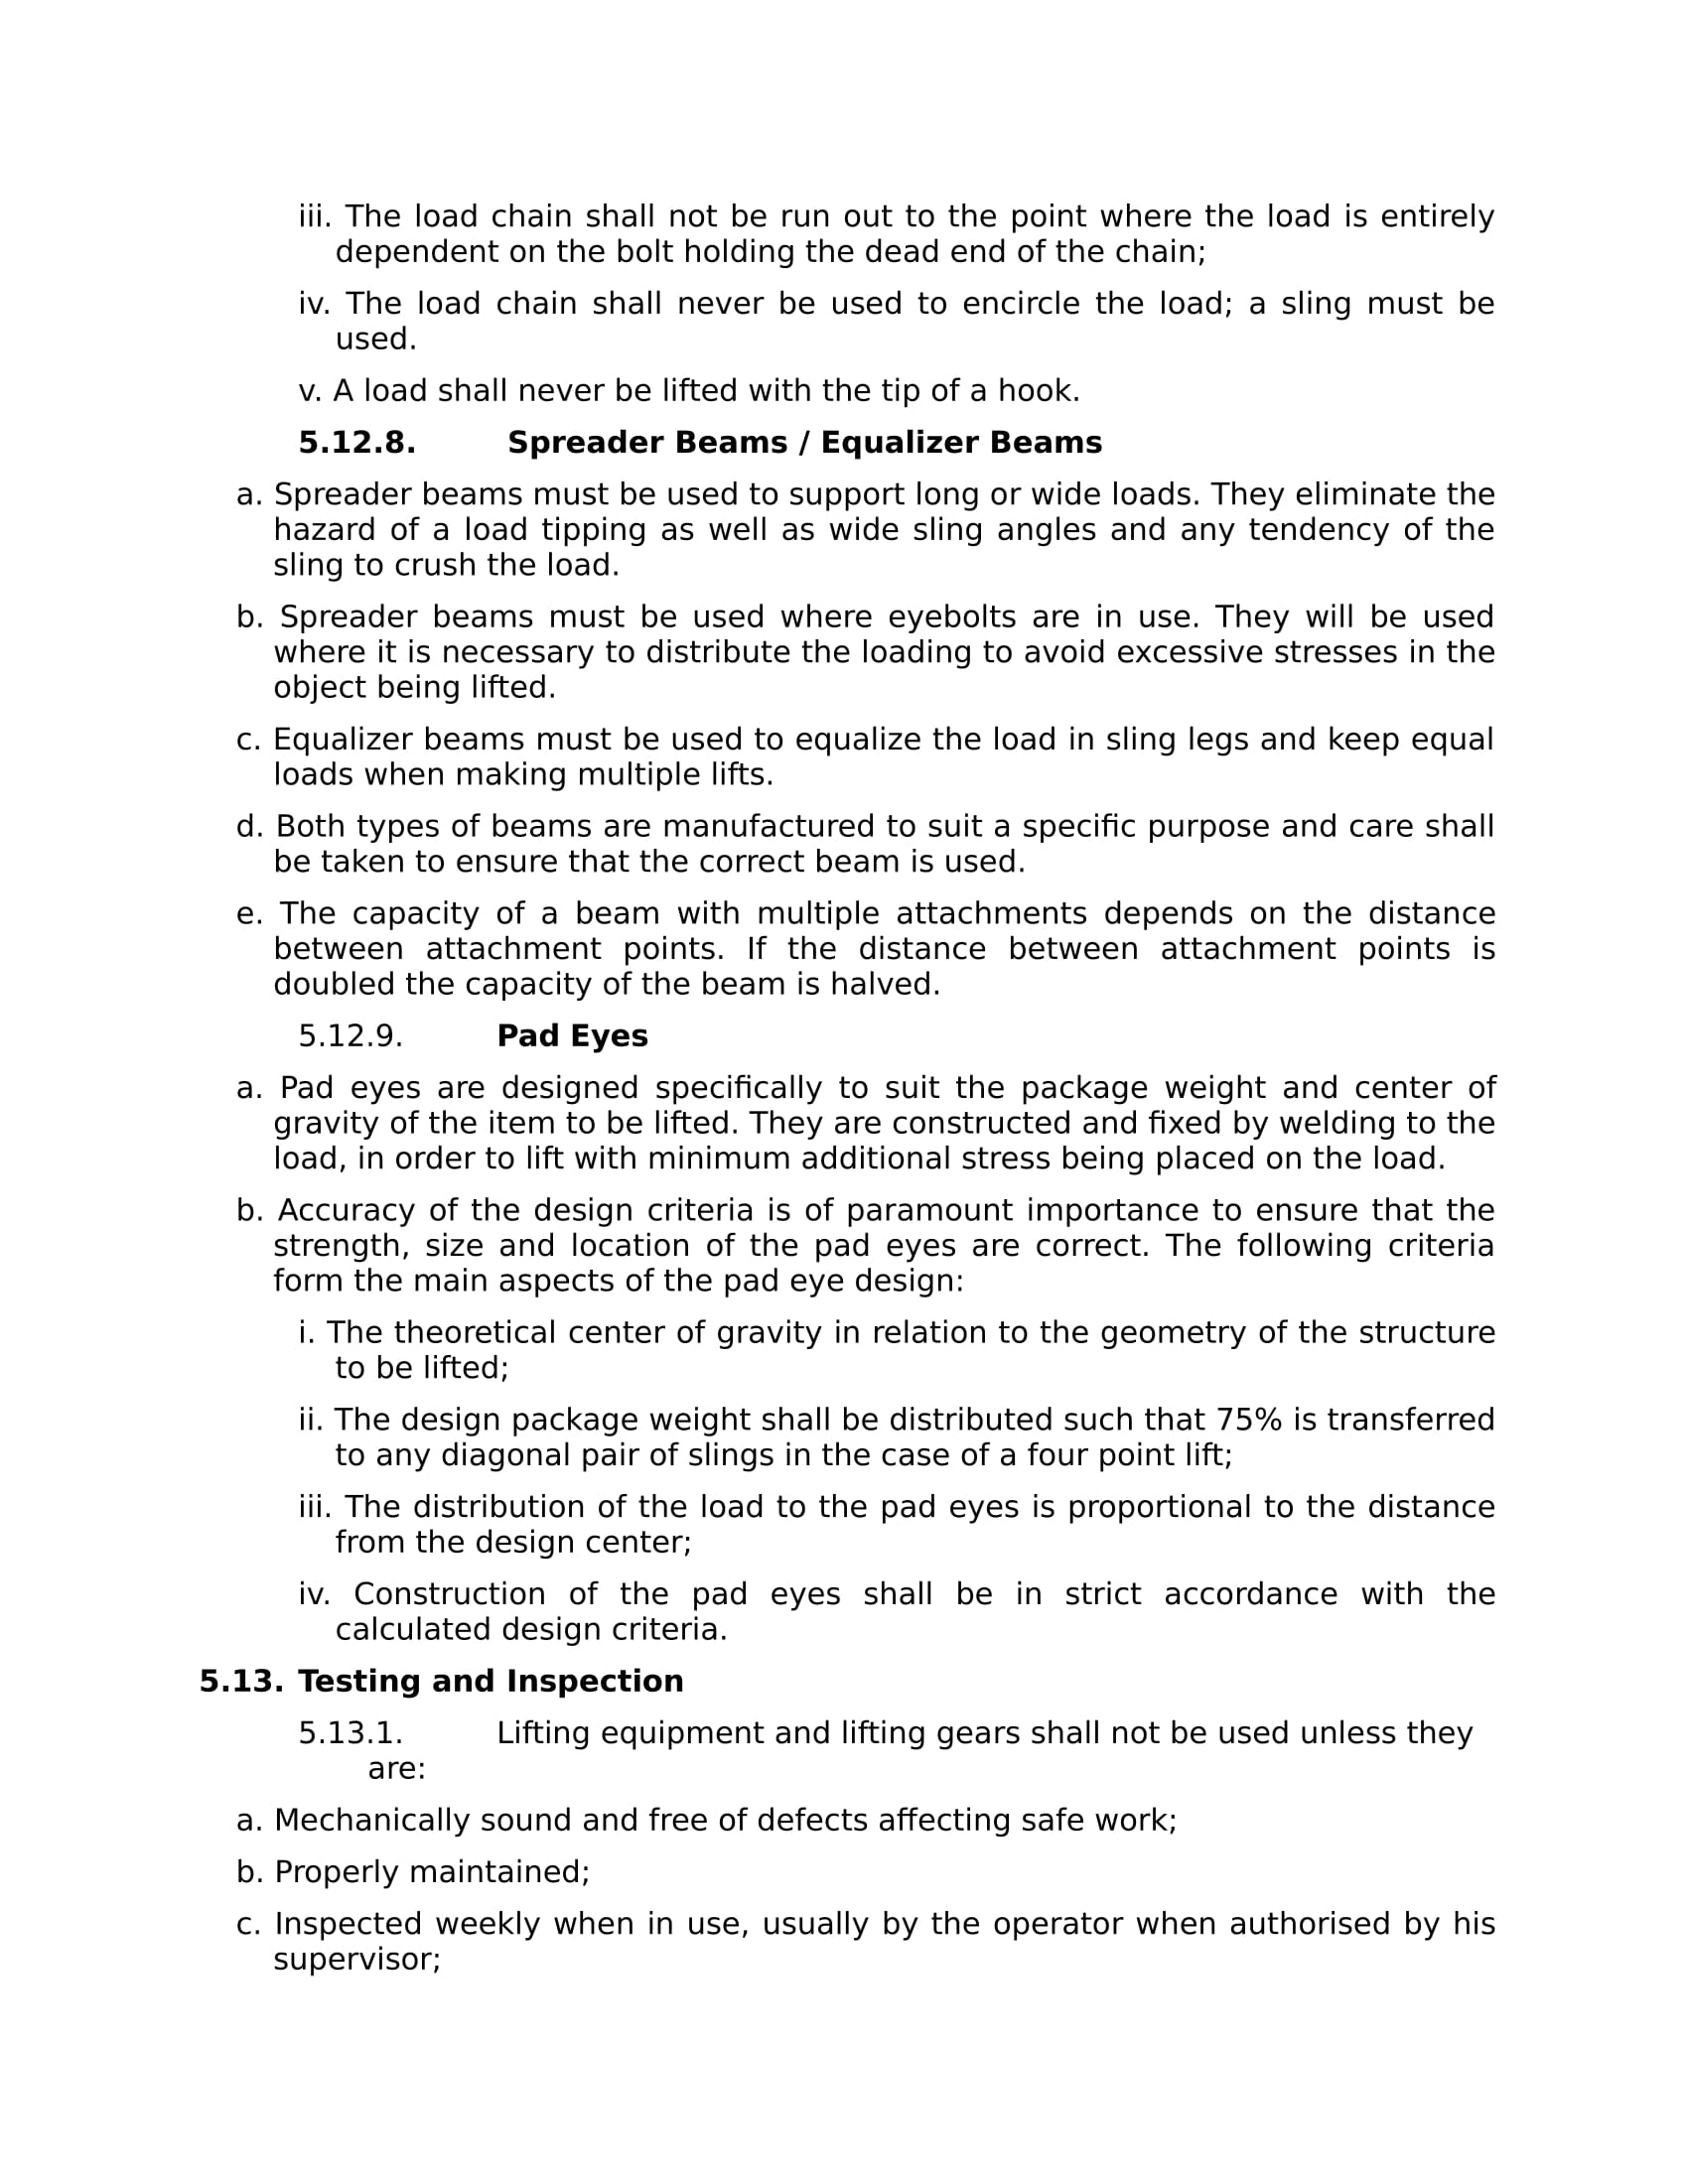 iii. The load chain shall not be run out to the point where the load is entirely
dependent on the bolt holding the dead end of the chain;
iv. The load chain shall never be used to encircle the load; a sling must be
used.
v. A load shall never be lifted with the tip of a hook.
5.12.8. Spreader Beams / Equalizer Beams
a. Spreader beams must be used to support long or wide loads. They eliminate the
hazard of a load tipping as well as wide sling angles and any tendency of the
sling to crush the load.
b. Spreader beams must be used where eyebolts are in use. They will be used
where it is necessary to distribute the loading to avoid excessive stresses in the
object being lifted.
c. Equalizer beams must be used to equalize the load in sling legs and keep equal
loads when making multiple lifts.
d. Both types of beams are manufactured to suit a specific purpose and care shall
be taken to ensure that the correct beam is used.
e. The capacity of a beam with multiple attachments depends on the distance
between attachment points. If the distance between attachment points is
doubled the capacity of the beam is halved.
5.12.9. Pad Eyes
a. Pad eyes are designed specifically to suit the package weight and center of
gravity of the item to be lifted. They are constructed and fixed by welding to the
load, in order to lift with minimum additional stress being placed on the load.
b. Accuracy of the design criteria is of paramount importance to ensure that the
strength, size and location of the pad eyes are correct. The following criteria
form the main aspects of the pad eye design:
i. The theoretical center of gravity in relation to the geometry of the structure
to be lifted;
ii. The design package weight shall be distributed such that 75% is transferred
to any diagonal pair of slings in the case of a four point lift;
iii. The distribution of the load to the pad eyes is proportional to the distance
from the design center;
iv. Construction of the pad eyes shall be in strict accordance with the
calculated design criteria.
5.13. Testing and Inspection
5.13.1. Lifting equipment and lifting gears shall not be used unless they
are:
a. Mechanically sound and free of defects affecting safe work;
b. Properly maintained;
c. Inspected weekly when in use, usually by the operator when authorised by his
supervisor;